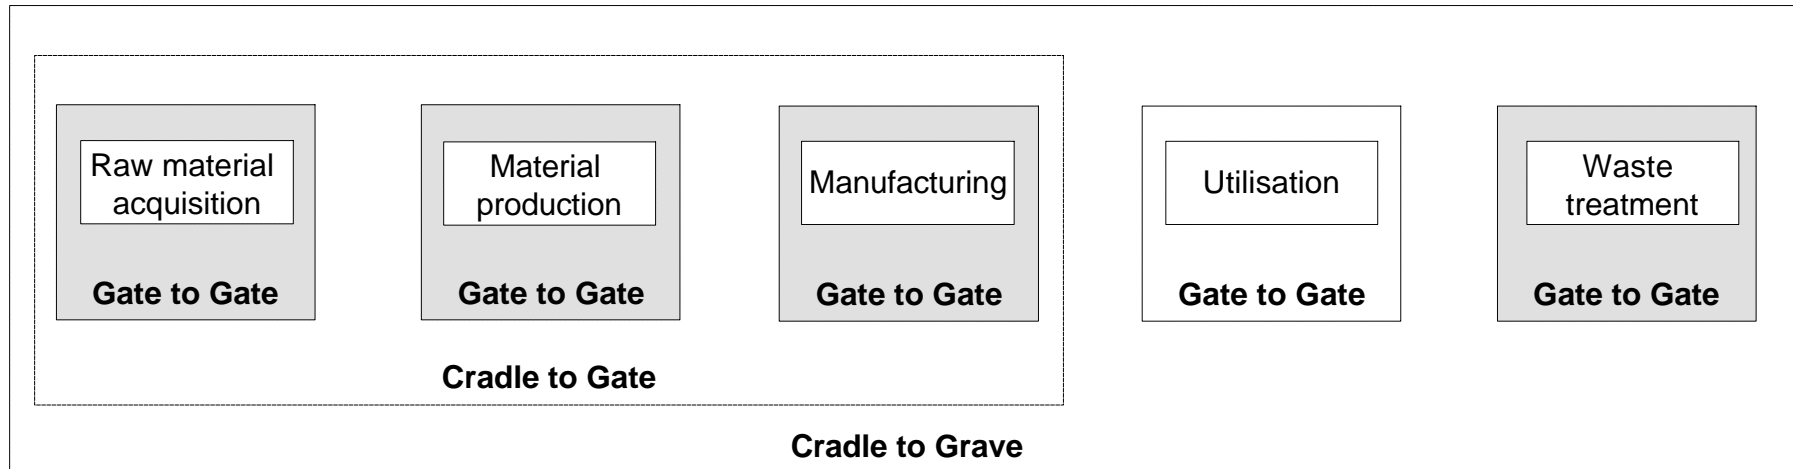 Raw material
acquisition
Gate to Gate
Material
production
Gate to Gate
Manufacturing
Gate to Gate
Utilisation
Gate to Gate
Waste
treatment
Gate to Gate
Cradle to Gate
Cradle to Grave